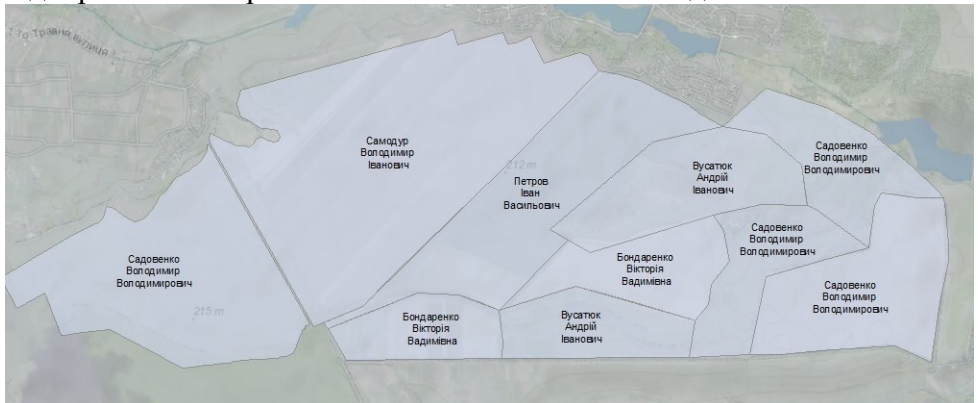 1-го Травня вулиця
Самодур
Володимир
Іванович
212 m
Петров
Іван
Васильович
Вусатюк
Андрій
Іванович
Садовенко
Володимир
Володимирович
Садовенко
Володимир
Володимирович
Садовенко
Володимир
Володимирович
Бондаренко
Вікторія
Вадимівна
Садовенко
Володимир
Володимирович
215 m
Бондаренко
Вікторія
Вадимівна
Вусатюк
Андрій
Іванович